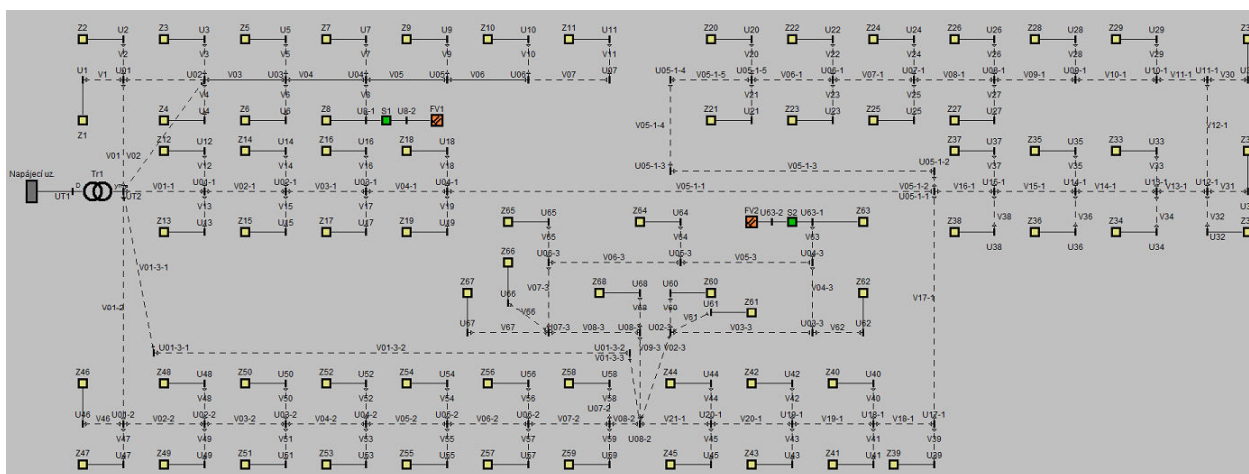 Z2 U2 Z3 U3 Z5 U5 Z7 U7 Z9 U9 Z10 U10 Z11 U11 Z20 U20 Z22 U22 Z24 U24 Z26 U26 Z28 U28 Z29 U29
V2 V3 V5 V7 V9 V10 V11 V20 V22 V24 V26 V28 V29
U1 V1 U01 U02 V03 U03 V04 U04 V05 U05 V06 U06 V07 U07 U05-1-4 V05-1-5 U05-1-5 V06-1 U06-1 V07-1 U07-1 V08-1 U08-1 V09-1 U09-1 V10-1 U10-1 V11-1 U11-1 V30
V4 V6 V8 V21 V23 V25 V27
Z1 Z4 U4 Z6 U6 Z8 U8-1 S1 U8-2 FV1 V05-1-4 Z21 U21 Z23 U23 Z25 U25 Z27 U27 V12-1
Z12 U12 Z14 U14 Z16 U16 Z18 U18 Z37 U37 Z35 U35 Z33 U33
V01 V02 V12 V14 V16 V18 U05-1-3 V05-1-3 U05-1-2 V37 V35 V33
Napájecí uz. UT1 D Tr1 yn UT2 V01-1 U01-1 V02-1 U02-1 V03-1 U03-1 V04-1 U04-1 V05-1-1 V05-1-2 U05-1-1 V16-1 U15-1 V15-1 U14-1 V14-1 U13-1 V13-1 U12-1 V31
V13 V15 V17 V19 V38 V36 V34 V32
Z13 U13 Z15 U15 Z17 U17 Z19 U19 Z65 U65 Z64 U64 FV2 U63-2 S2 U63-1 Z63 Z38 U38 Z36 U36 Z34 U34 U32
V65 V64 V63
Z66 U06-3 V06-3 U05-3 V05-3 U04-3
V01-3-1 V07-3 V04-3
Z67 U66 Z68 U68 U60 Z60 U61 Z61 Z62 V17-1
V01-2 V66 V68 V60 V61
U67 V67 U07-3 V08-3 U08-3 U02-3 V03-3 U03-3 V62 U62
U01-3-1 V01-3-2 U01-3-2 V01-3-3 V09-3 V02-3
Z46 Z48 U48 Z50 U50 Z52 U52 Z54 U54 Z56 U56 Z58 U58 Z44 U44 Z42 U42 Z40 U40
V48 V50 V52 V54 V56 V58 V44 V42 V40
U46 V46 U01-2 V02-2 U02-2 V03-2 U03-2 V04-2 U04-2 V05-2 U05-2 V06-2 U06-2 V07-2 U07-2 V08-2 U08-2 V21-1 U20-1 V20-1 U19-1 V19-1 U18-1 V18-1 U17-1
V47 V49 V51 V53 V55 V57 V59 V45 V43 V41 V39
Z47 U47 Z49 U49 Z51 U51 Z53 U53 Z55 U55 Z57 U57 Z59 U59 Z45 U45 Z43 U43 Z41 U41 Z39 U39